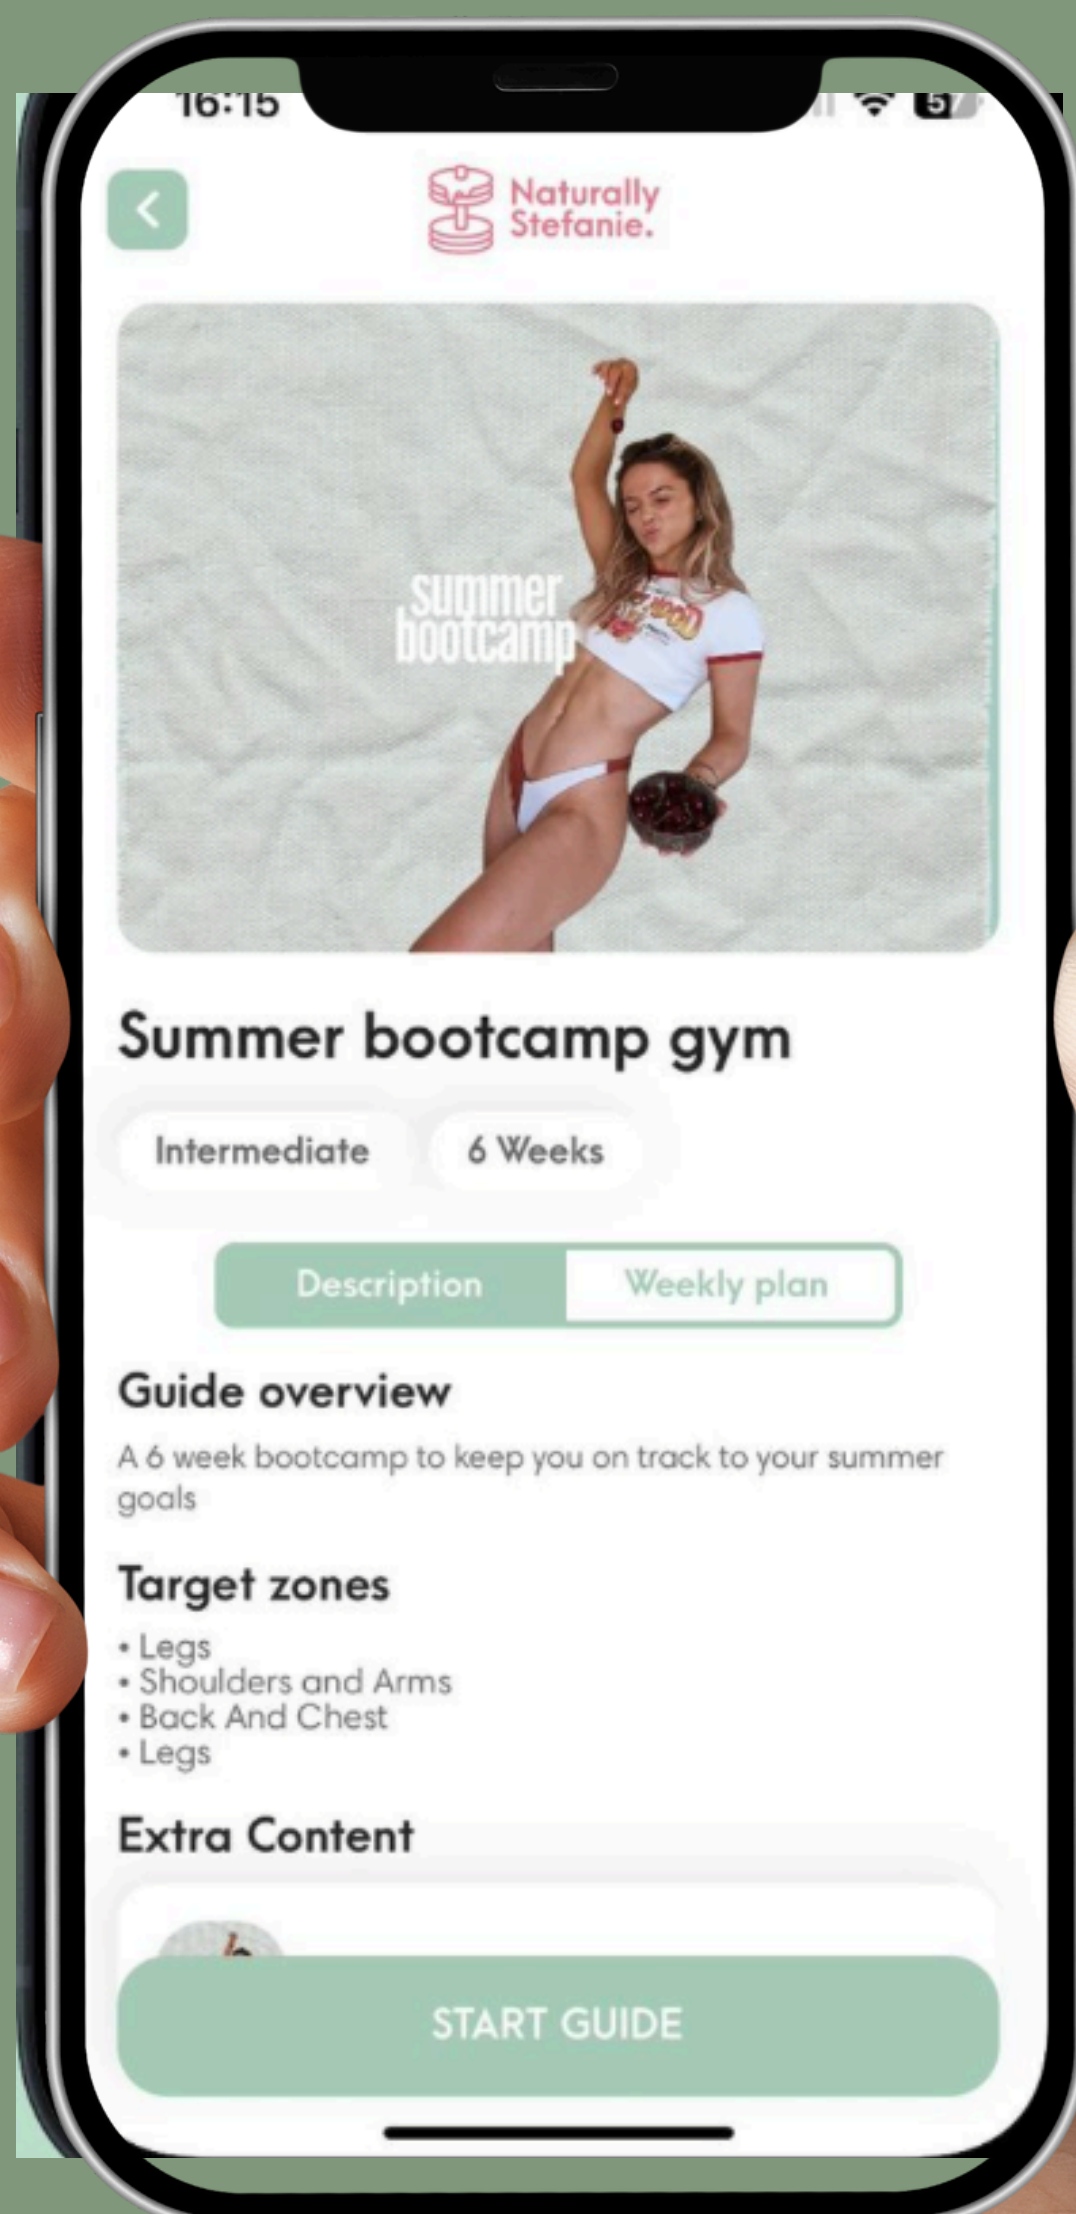 16:15
Naturally
Stefanie.
summer
bootcamp
Summer bootcamp gym
Intermediate
6 Weeks
Description
Weekly plan
Guide overview
A 6 week bootcamp to keep you on track to your summer
goals
Target zones
• Legs
• Shoulders and Arms
• Back And Chest
• Legs
Extra Content
START GUIDE